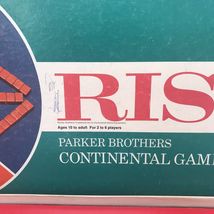 RIS
Ages 10 to adult For 2 to 6 players
PARKER BROTHERS
CONTINENTAL GAM